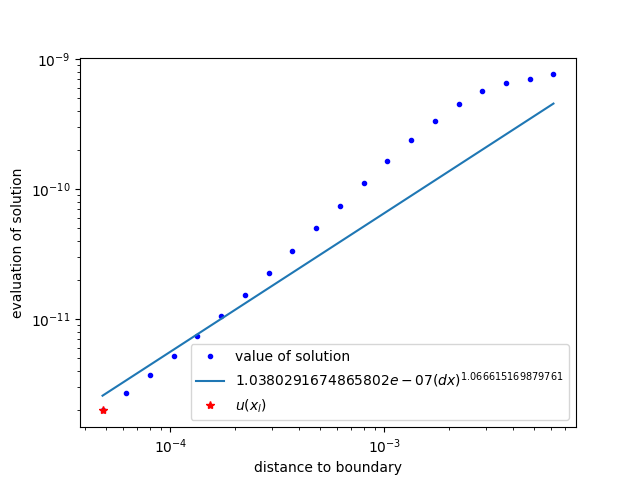 10⁻⁹
10⁻¹⁰
10⁻¹¹
evaluation of solution
value of solution
1.0380291674865802e − 07(dx)^1.066615169879761
u(x_l)
10⁻⁴
10⁻³
distance to boundary